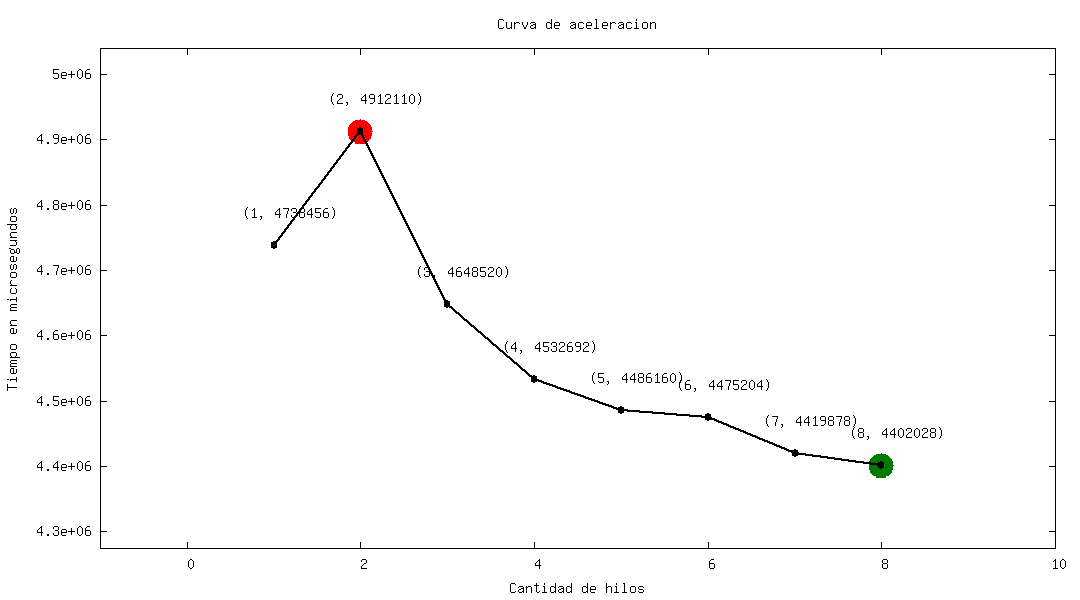 Curva de aceleracion
5e+06
(2, 4912110)
4.9e+06
(1, 4738456)
4.8e+06
4.7e+06
(3, 4648520)
4.6e+06
(4, 4532692)
(5, 4486160)
(6, 4475204)
4.5e+06
(7, 4419878)
(8, 4402028)
4.4e+06
4.3e+06
Tiempo en microsegundos
0 2 4 6 8 10
Cantidad de hilos